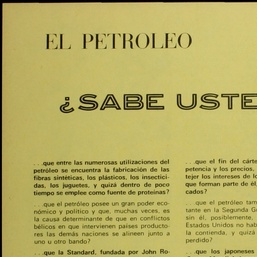 EL PETROLEO
¿SABE USTE
. . .que entre las numerosas utilizaciones del
petróleo se encuentra la fabricación de las
fibras sintéticas, los plásticos, los insectici-
das, los juguetes, y quizá dentro de poco
tiempo se emplee como fuente de proteínas?
. . .que el petróleo posee un gran poder eco-
nómico y político y que, muchas veces, es
la causa determinante de que en conflictos
bélicos en que intervienen países producto-
res las demás naciones se alineen junto a
uno u otro bando?
. . .que la Standard, fundada por John Ro-
. . .que el fin del cárte
potencia y los precios,
tejer los intereses de lo
que forman parte de él,
cados?
. . .que el petróleo tam
tante en la Segunda G
sin él, posiblemente,
Estados Unidos no hab
la contienda, y quizá
perdido?
. . .que los japoneses